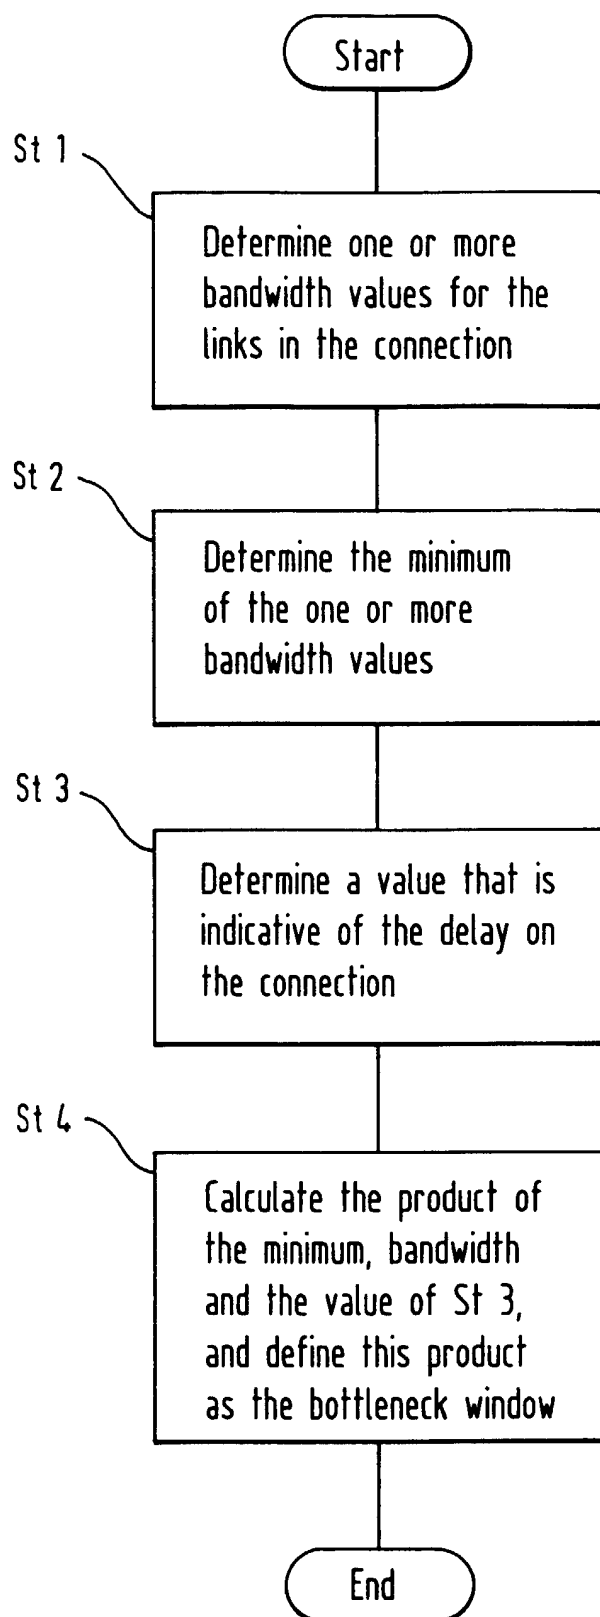 Start
St 1
Determine one or more
bandwidth values for the
links in the connection
St 2
Determine the minimum
of the one or more
bandwidth values
St 3
Determine a value that is
indicative of the delay on
the connection
St 4
Calculate the product of
the minimum, bandwidth
and the value of St 3,
and define this product
as the bottleneck window
End